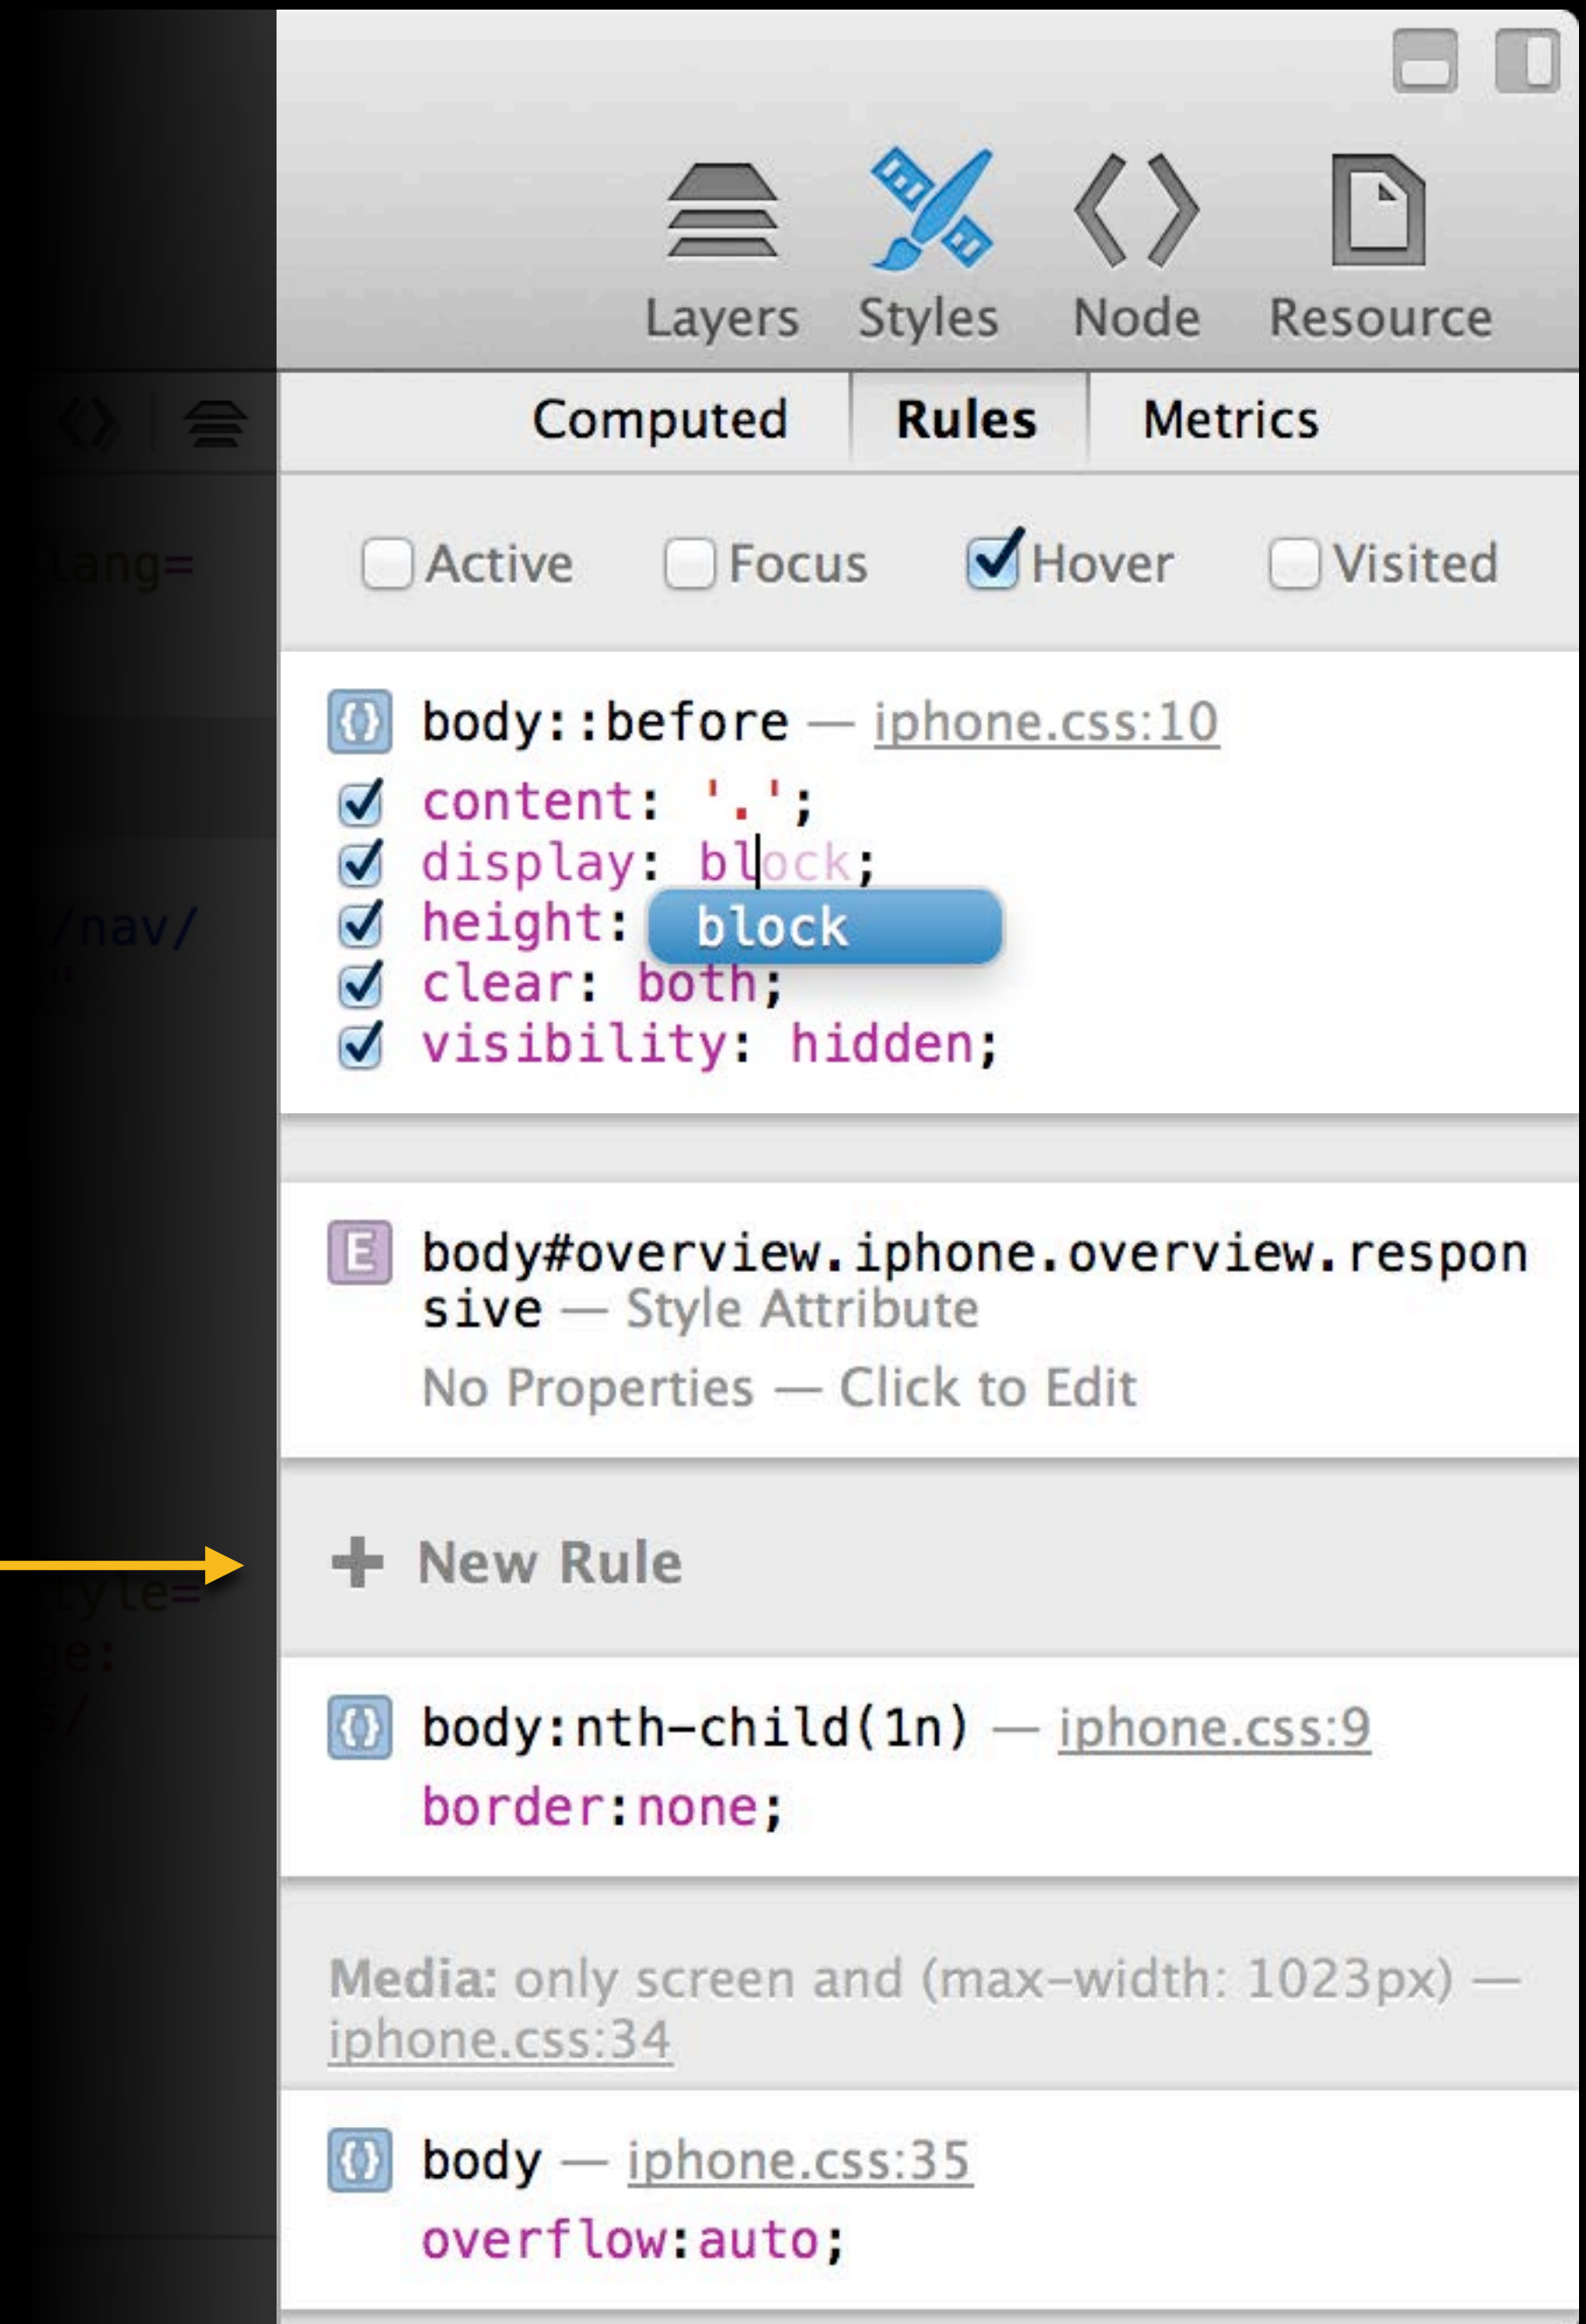 Layers Styles Node Resource
Computed Rules Metrics
lang=
Active Focus Hover Visited
body::before — iphone.css:10
content: '.';
display: block;
/nav/
height:
block
clear: both;
visibility: hidden;
E body#overview.iphone.overview.respon
sive — Style Attribute
No Properties — Click to Edit
New Rule
body:nth-child(1n) — iphone.css:9
border:none;
Media: only screen and (max-width: 1023px) —
iphone.css:34
body — iphone.css:35
overflow:auto;